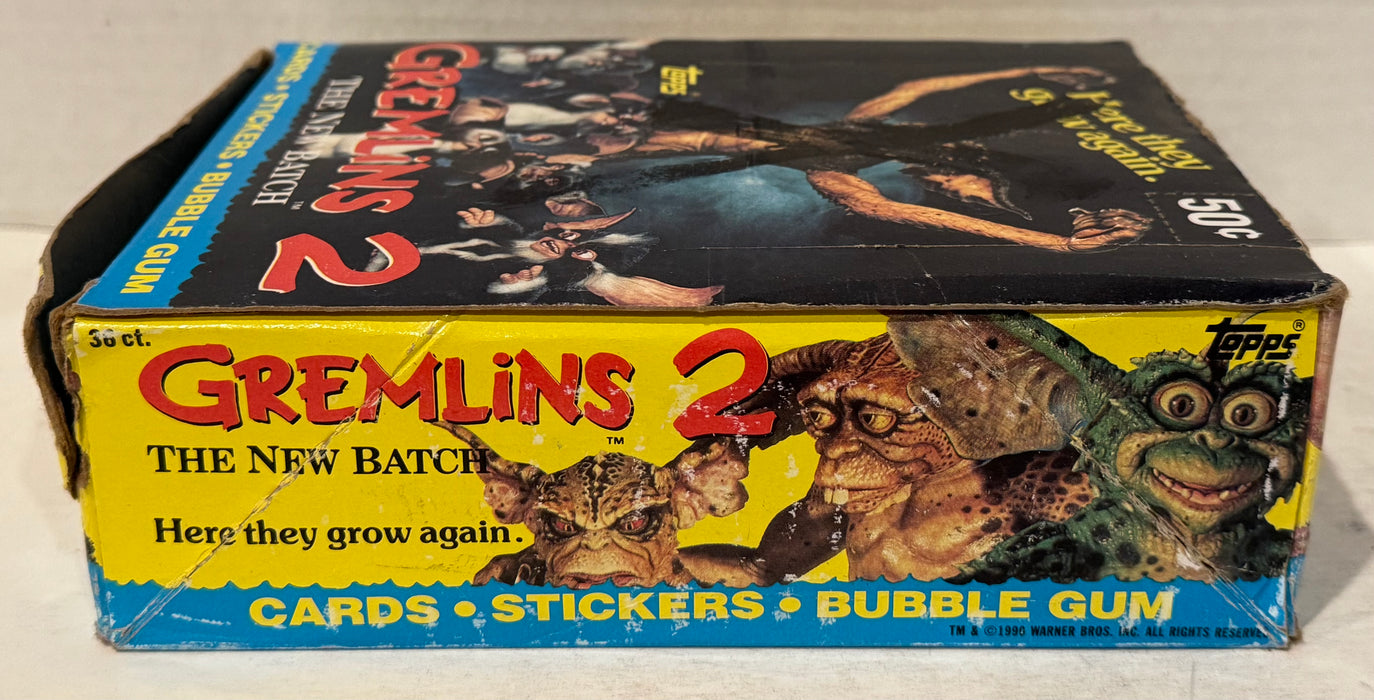 CARDS • STICKERS • BUBBLE GUM
GREMLiNS 2
THE NEW BATCH™
topps
Here they
grow again.
50¢
36 ct.
GREMLiNS 2
™
THE NEW BATCH
Here they grow again.
topps®
CARDS • STICKERS • BUBBLE GUM
TM & ©1990 WARNER BROS. INC. ALL RIGHTS RESERVED